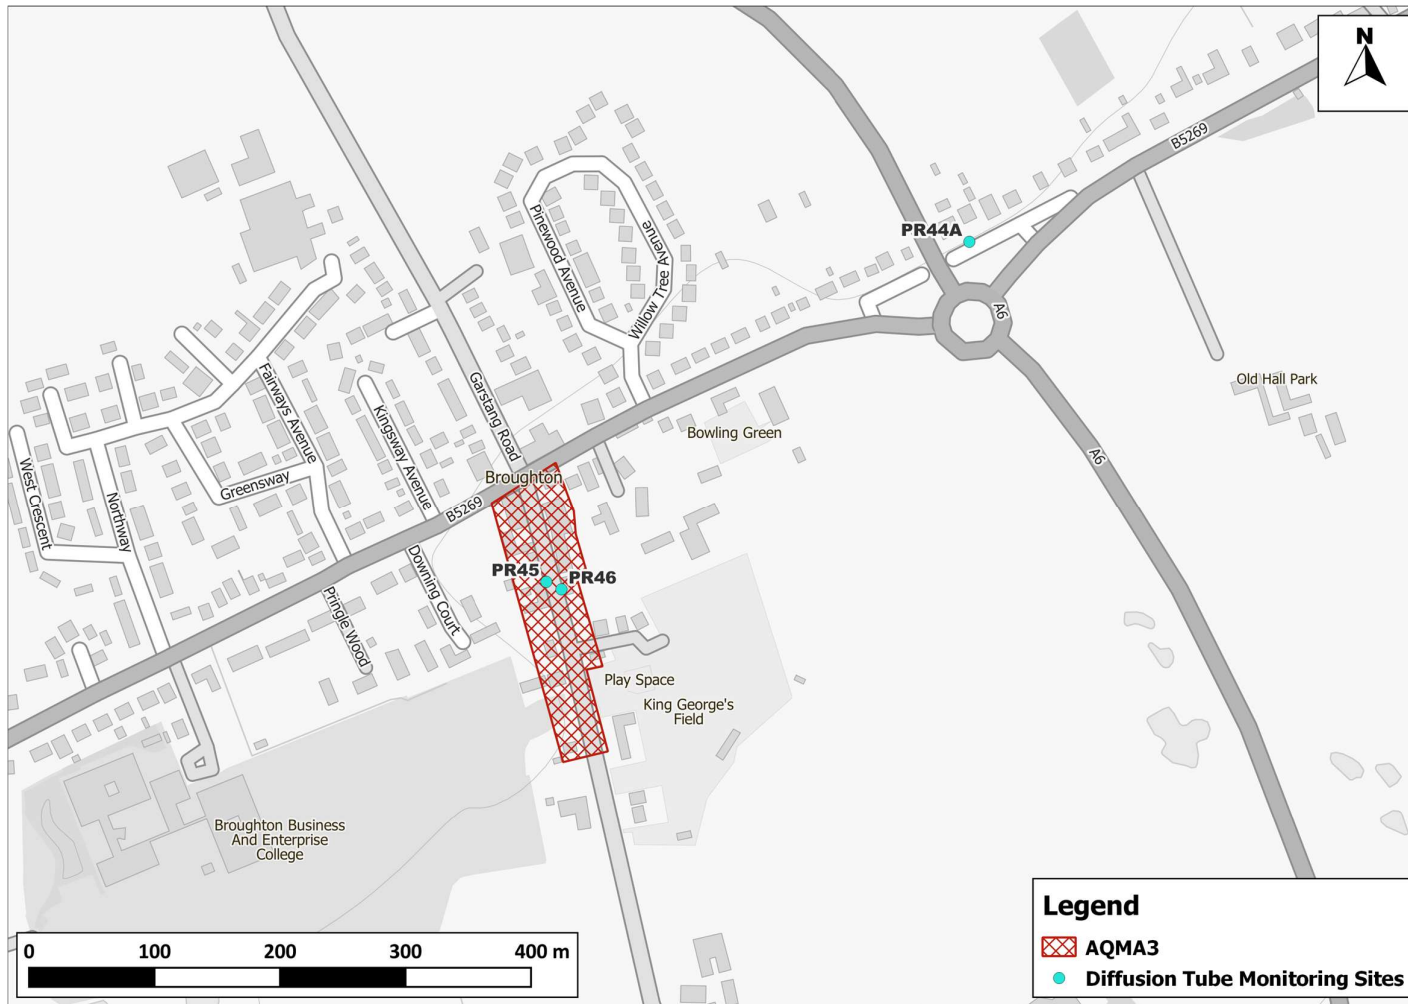 N
B5269
PR44A
Pinewood Avenue
Willow Tree Avenue
A6
Old Hall Park
Garstang Road
Fairways Avenue
Kingsway Avenue
Bowling Green
A6
West Crescent
Northway
Greensway
Broughton
B5269
PR45
PR46
Downing Court
Pringle Wood
Play Space
King George's
Field
Broughton Business
And Enterprise
College
0 100 200 300 400 m
Legend
AQMA3
Diffusion Tube Monitoring Sites